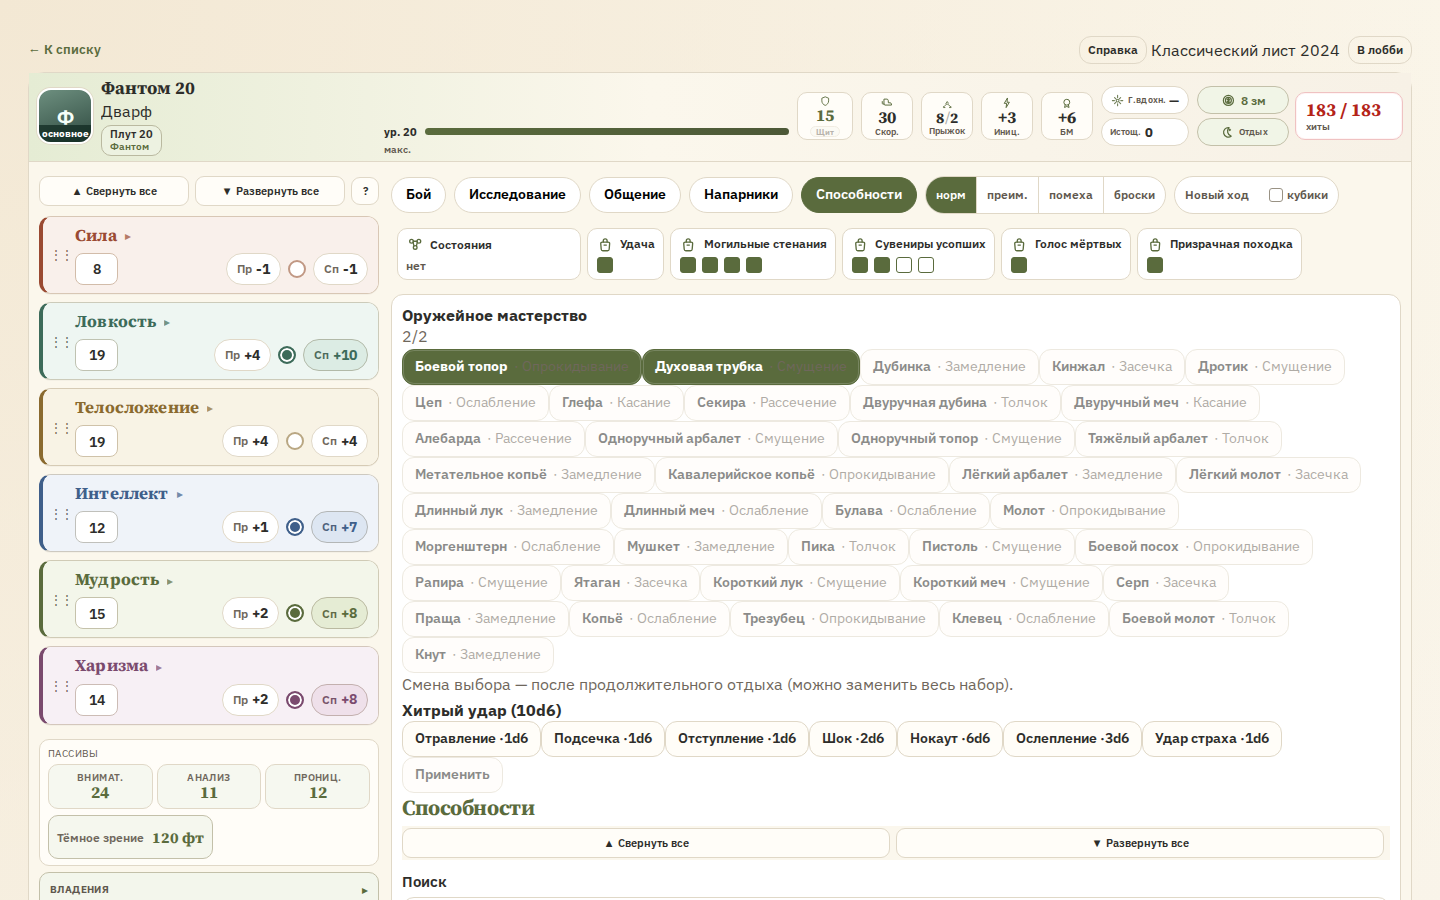 ← К списку
Справка Классический лист 2024 В лобби
Ф
основное
Фантом 20
Дварф
Плут 20
Фантом
ур. 20
макс.
15
Щит
30
Скор.
8/2
Прыжок
+3
Иниц.
+6
БМ
Г.вдохн. —
Истощ. 0
8 зм
Отдых
183 / 183
хиты
▲ Свернуть все
▼ Развернуть все
?
Сила ▸
8
Пр -1
Сп -1
Ловкость ▸
19
Пр +4
Сп +10
Телосложение ▸
19
Пр +4
Сп +4
Интеллект ▸
12
Пр +1
Сп +7
Мудрость ▸
15
Пр +2
Сп +8
Харизма ▸
14
Пр +2
Сп +8
ПАССИВЫ
ВНИМАТ.
24
АНАЛИЗ
11
ПРОНИЦ.
12
Тёмное зрение 120 фт
ВЛАДЕНИЯ ▸
Бой Исследование Общение Напарники Способности норм преим. помеха броски Новый ход кубики
Состояния
нет
Удача
Могильные стенания
Сувениры усопших
Голос мёртвых
Призрачная походка
Оружейное мастерство
2/2
Боевой топор · Опрокидывание Духовая трубка · Смущение Дубинка · Замедление Кинжал · Засечка Дротик · Смущение
Цеп · Ослабление Глефа · Касание Секира · Рассечение Двуручная дубина · Толчок Двуручный меч · Касание
Алебарда · Рассечение Одноручный арбалет · Смущение Одноручный топор · Смущение Тяжёлый арбалет · Толчок
Метательное копьё · Замедление Кавалерийское копьё · Опрокидывание Лёгкий арбалет · Замедление Лёгкий молот · Засечка
Длинный лук · Замедление Длинный меч · Ослабление Булава · Ослабление Молот · Опрокидывание
Моргенштерн · Ослабление Мушкет · Замедление Пика · Толчок Пистоль · Смущение Боевой посох · Опрокидывание
Рапира · Смущение Ятаган · Засечка Короткий лук · Смущение Короткий меч · Смущение Серп · Засечка
Праща · Замедление Копьё · Ослабление Трезубец · Опрокидывание Клевец · Ослабление Боевой молот · Толчок
Кнут · Замедление
Смена выбора — после продолжительного отдыха (можно заменить весь набор).
Хитрый удар (10d6)
Отравление ·1d6 Подсечка ·1d6 Отступление ·1d6 Шок ·2d6 Нокаут ·6d6 Ослепление ·3d6 Удар страха ·1d6
Применить
Способности
▲ Свернуть все
▼ Развернуть все
Поиск